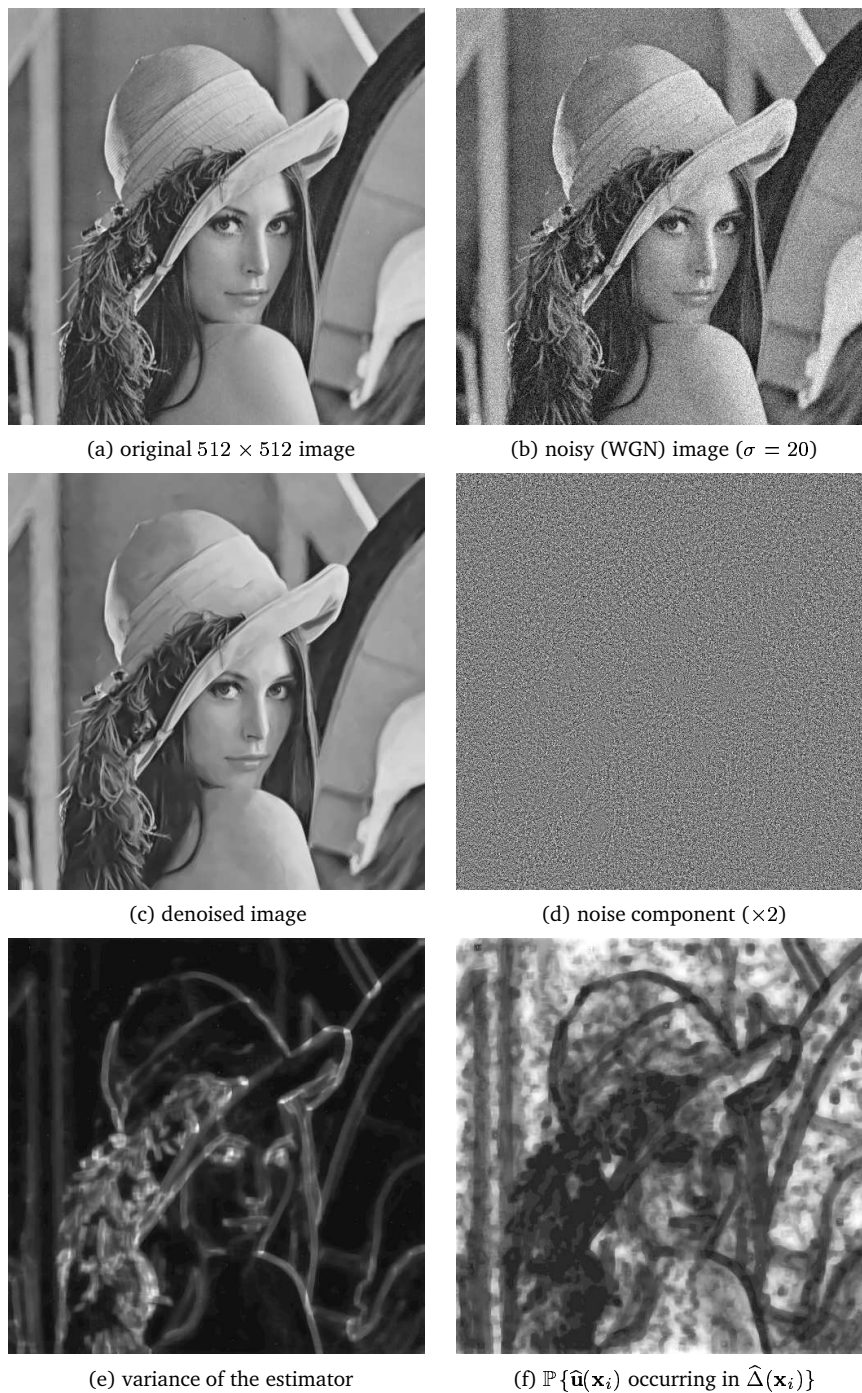 (a) original 512 × 512 image
(b) noisy (WGN) image (σ = 20)
(c) denoised image
(d) noise component (×2)
(e) variance of the estimator
(f) ℙ{û(xᵢ) occurring in Δ̂(xᵢ)}